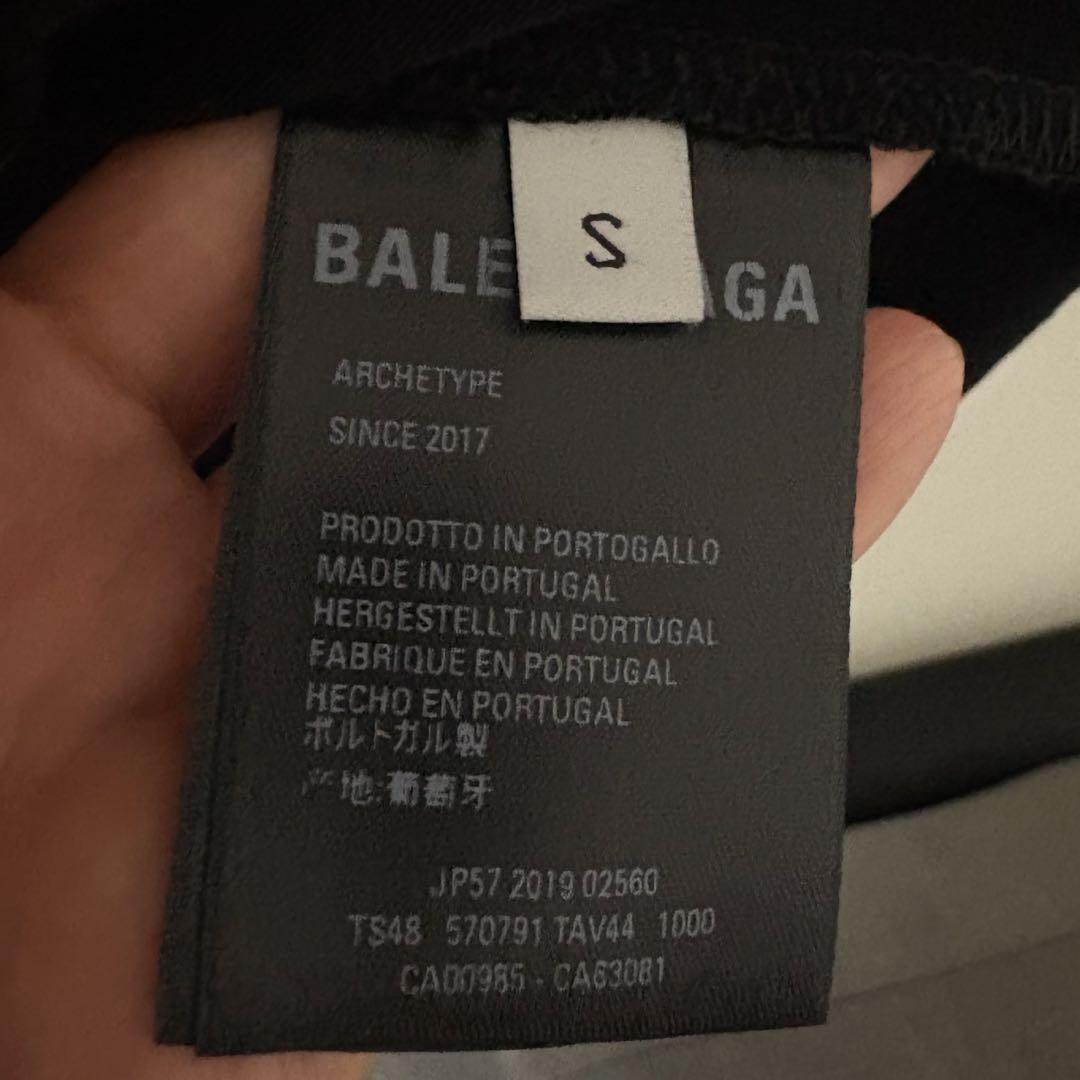 S
BALE AGA
ARCHETYPE
SINCE 2017
PRODOTTO IN PORTOGALLO
MADE IN PORTUGAL
HERGESTELLT IN PORTUGAL
FABRIQUE EN PORTUGAL
HECHO EN PORTUGAL
ポルトガル製
产地:葡萄牙
JP57 2019 02560
TS48 570791 TAV44 1000
CA00985 - CA63081